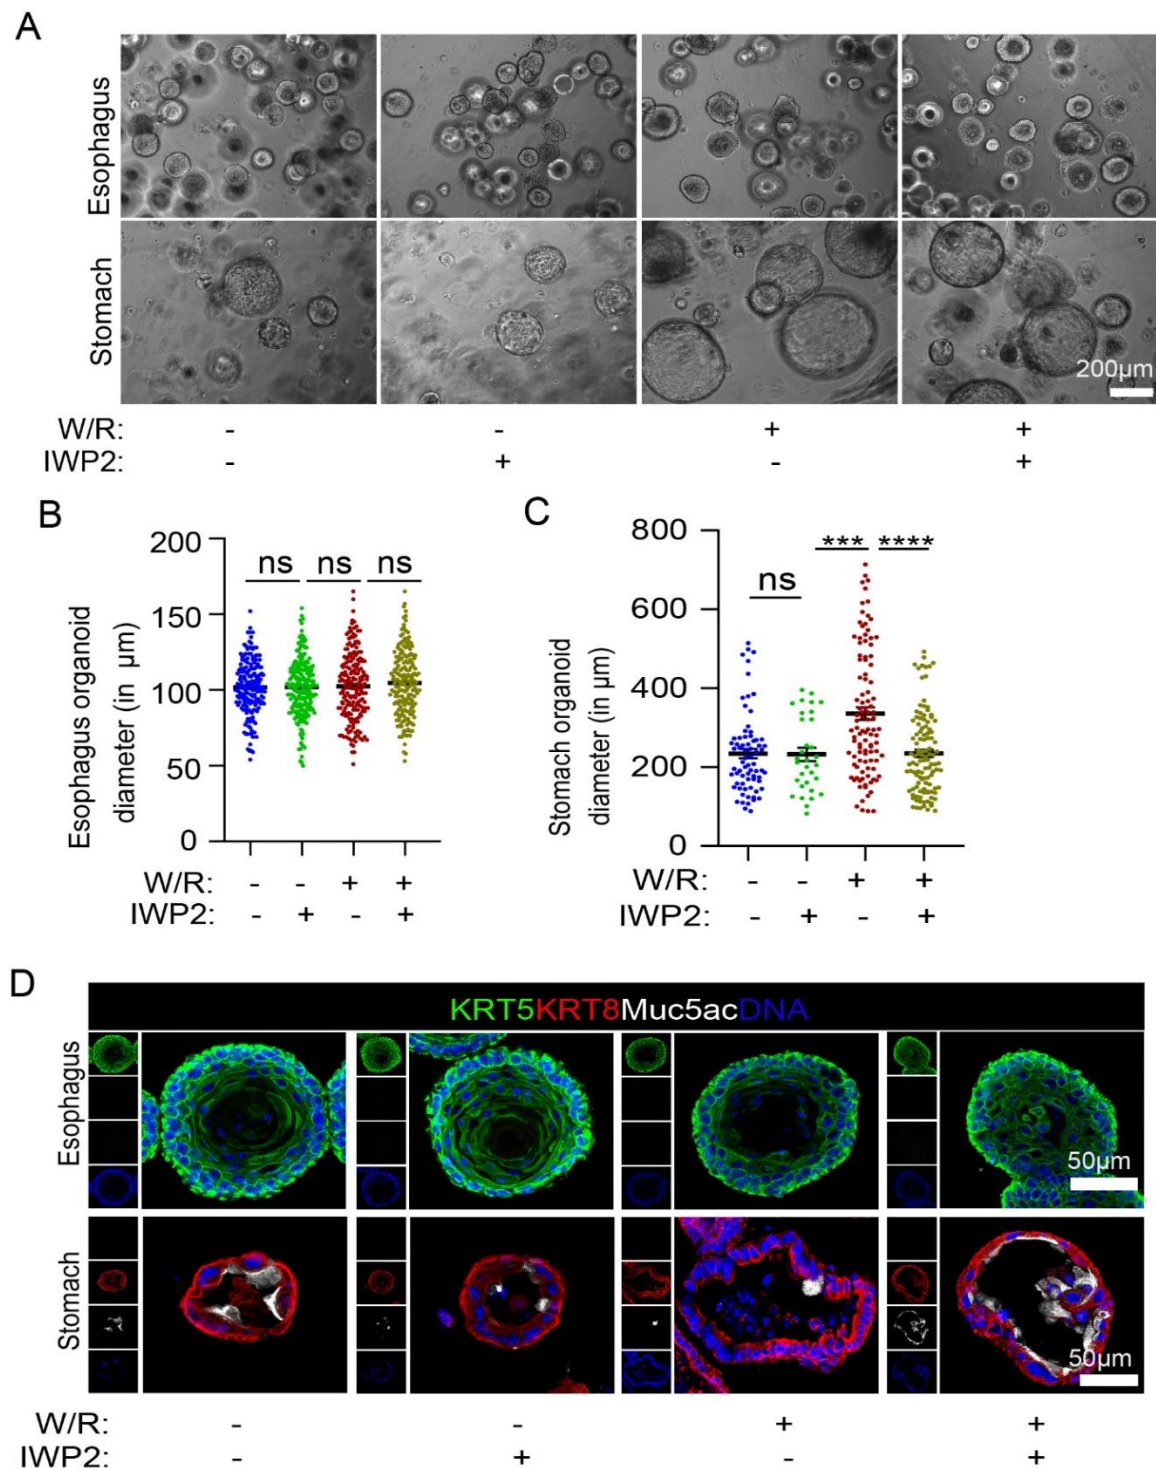 A
Esophagus
Stomach
200µm
W/R: - - + +
IWP2: - + - +
B
Esophagus organoid
diameter (in µm)
200
150
100
50
0
ns ns ns
W/R: - - + +
IWP2: - + - +
C
Stomach organoid
diameter (in µm)
800
600
400
200
0
ns *** ****
W/R: - - + +
IWP2: - + - +
D
KRT5KRT8Muc5acDNA
Esophagus
50µm
Stomach
50µm
W/R: - - + +
IWP2: - + - +